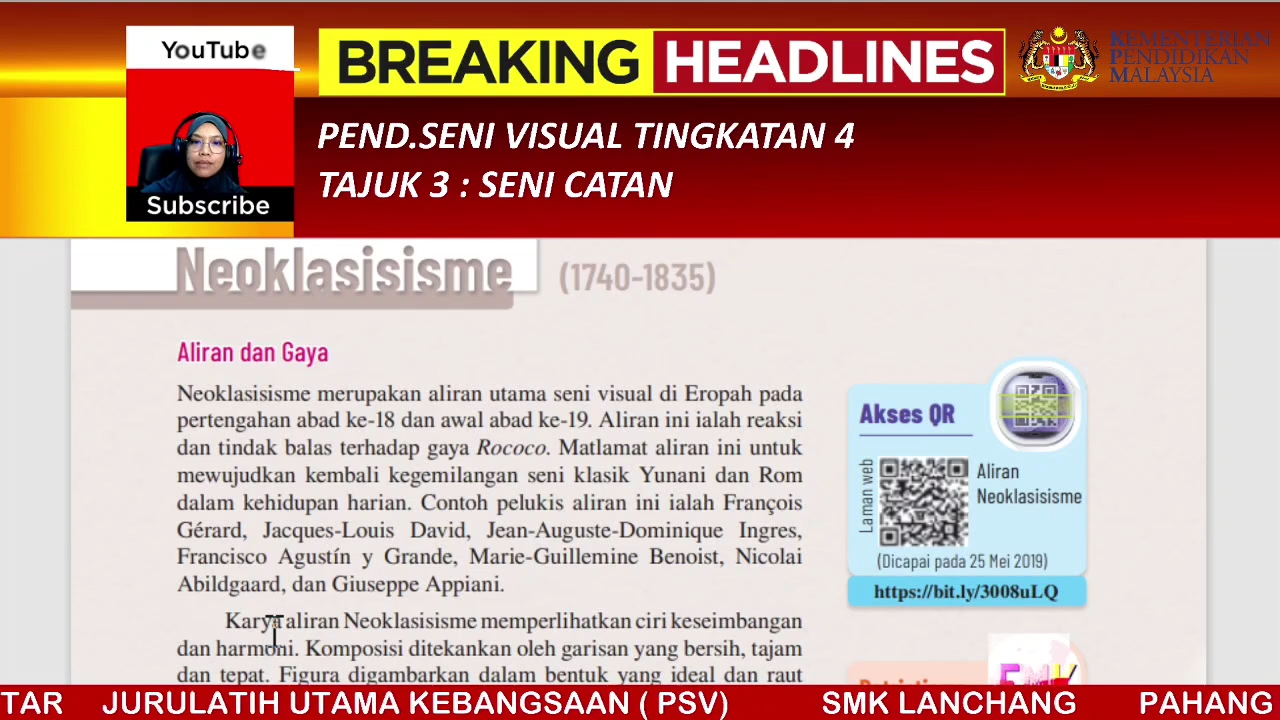 YouTube
Subscribe
BREAKING HEADLINES
KEMENTERIAN
PENDIDIKAN
MALAYSIA
PEND.SENI VISUAL TINGKATAN 4
TAJUK 3 : SENI CATAN
Neoklasisisme (1740-1835)
Aliran dan Gaya
Neoklasisisme merupakan aliran utama seni visual di Eropah pada
pertengahan abad ke-18 dan awal abad ke-19. Aliran ini ialah reaksi
dan tindak balas terhadap gaya Rococo. Matlamat aliran ini untuk
mewujudkan kembali kegemilangan seni klasik Yunani dan Rom
dalam kehidupan harian. Contoh pelukis aliran ini ialah François
Gérard, Jacques-Louis David, Jean-Auguste-Dominique Ingres,
Francisco Agustín y Grande, Marie-Guillemine Benoist, Nicolai
Abildgaard, dan Giuseppe Appiani.
Karya aliran Neoklasisisme memperlihatkan ciri keseimbangan
dan harmoni. Komposisi ditekankan oleh garisan yang bersih, tajam
dan tepat. Figura digambarkan dalam bentuk yang ideal dan raut
Akses QR
Laman web
Aliran
Neoklasisisme
(Dicapai pada 25 Mei 2019)
https://bit.ly/3008uLQ
TAR JURULATIH UTAMA KEBANGSAAN ( PSV) SMK LANCHANG PAHANG